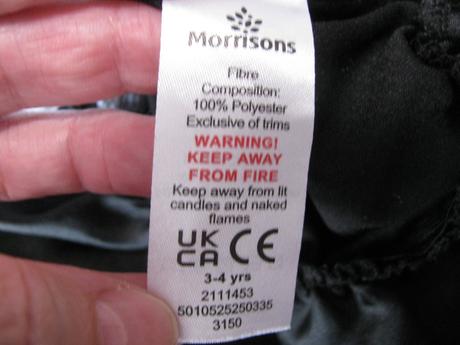 Morrisons
Fibre
Composition:
100% Polyester
Exclusive of trims
WARNING!
KEEP AWAY
FROM FIRE
Keep away from lit
candles and naked
flames
UK
CA CE
3-4 yrs
2111453
5010525250335
3150